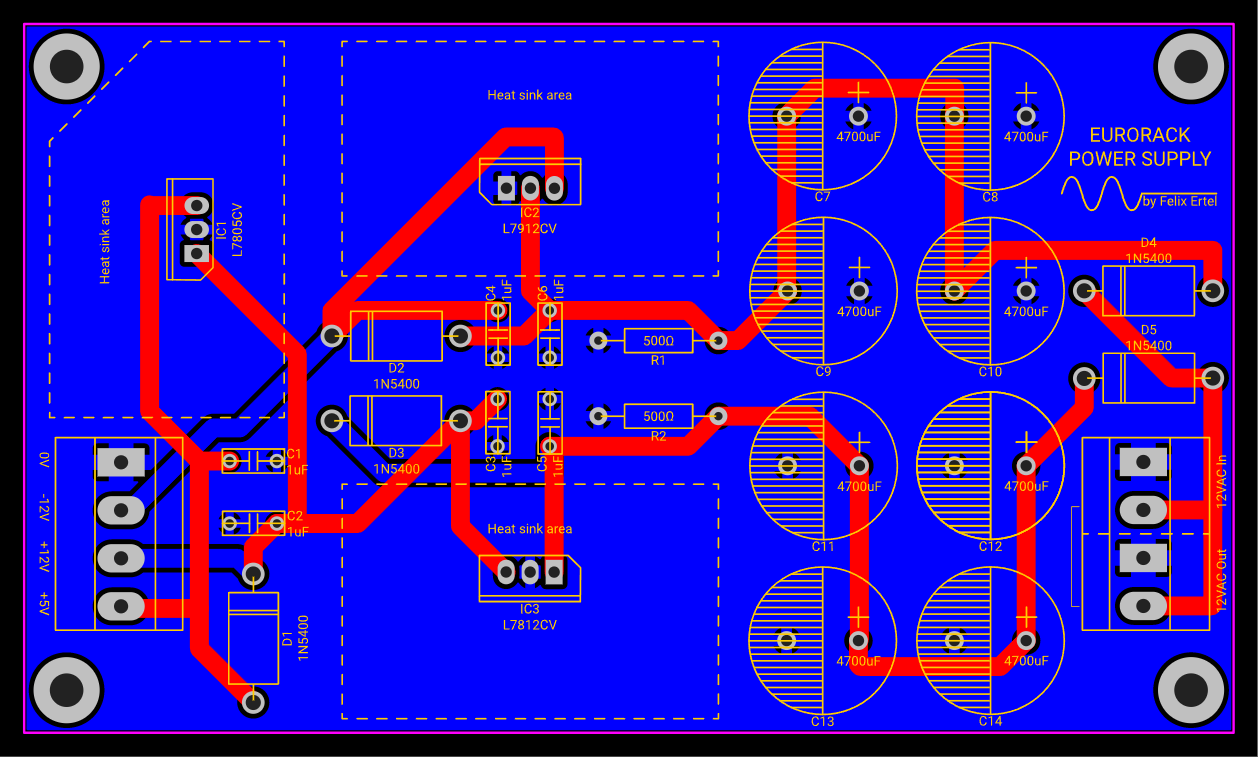 Heat sink area
EURORACK
POWER SUPPLY
by Felix Ertel
4700uF
C7
4700uF
C8
Heat sink area
IC1
L7805CV
IC2
L7912CV
D4
1N5400
C4
1uF
C6
1uF
4700uF
C9
4700uF
C10
D5
1N5400
D2
1N5400
500Ω
R1
500Ω
R2
D3
1N5400
C3
1uF
C5
1uF
0V
-12V
+12V
+5V
C1
1uF
C2
1uF
4700uF
C11
4700uF
C12
12VAC In
12VAC Out
Heat sink area
IC3
L7812CV
D1
1N5400
4700uF
C13
4700uF
C14